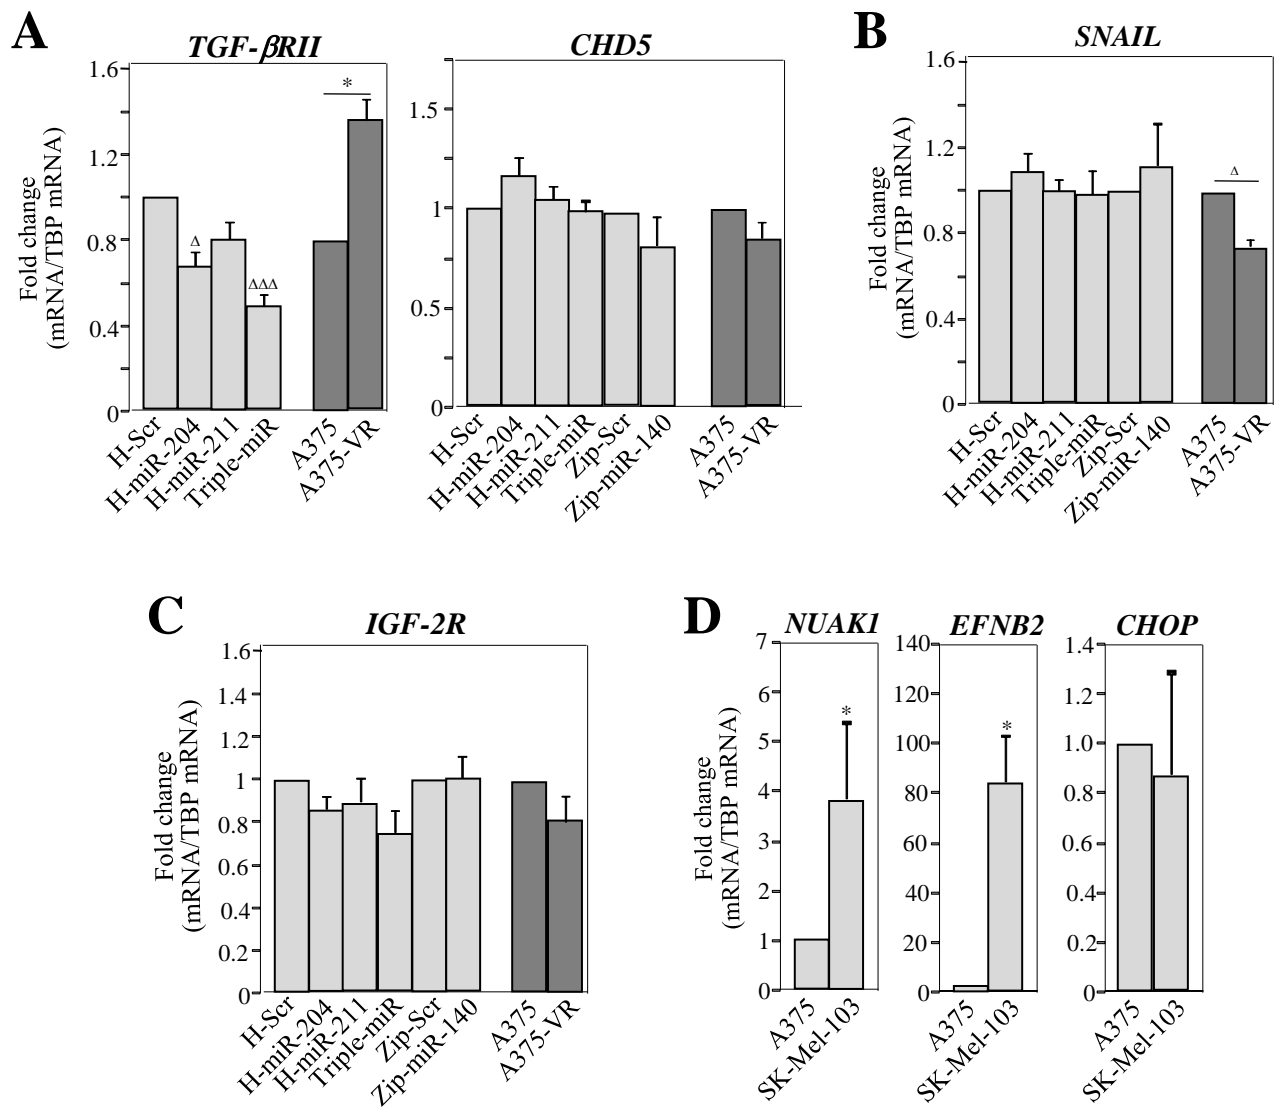 A
TGF-βRII
Fold change
(mRNA/TBP mRNA)
1.6
1.2
0.8
0.4
0
Δ
ΔΔΔ
*
H-Scr
H-miR-204
H-miR-211
Triple-miR
A375
A375-VR
CHD5
1.5
1
0.5
0
H-Scr
H-miR-204
H-miR-211
Triple-miR
Zip-Scr
Zip-miR-140
A375
A375-VR
B
SNAIL
Fold change
(mRNA/TBP mRNA)
1.6
1.2
0.8
0.4
0
Δ
H-Scr
H-miR-204
H-miR-211
Triple-miR
Zip-Scr
Zip-miR-140
A375
A375-VR
C
IGF-2R
Fold change
(mRNA/TBP mRNA)
1.6
1.4
1.2
1
0.8
0.6
0.4
0.2
0
H-Scr
H-miR-204
H-miR-211
Triple-miR
Zip-Scr
Zip-miR-140
A375
A375-VR
D
NUAK1
Fold change
(mRNA/TBP mRNA)
7
6
5
4
3
2
1
0
*
A375
SK-Mel-103
EFNB2
140
120
100
80
60
40
20
0
*
A375
SK-Mel-103
CHOP
1.4
1.2
1.0
0.8
0.6
0.4
0.2
0
A375
SK-Mel-103